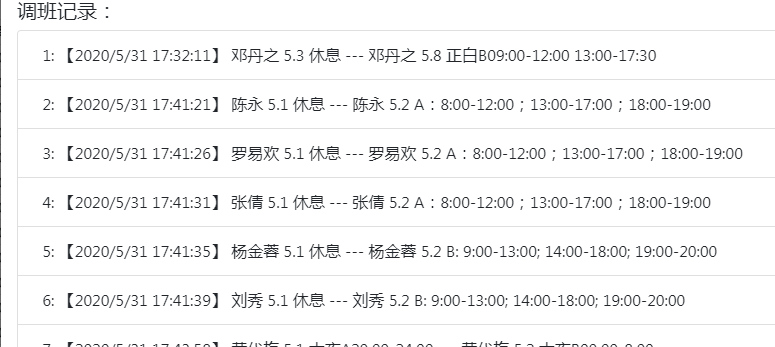 调班记录：
1: 【2020/5/31 17:32:11】 邓丹之 5.3 休息 --- 邓丹之 5.8 正白B09:00-12:00 13:00-17:30
2: 【2020/5/31 17:41:21】 陈永 5.1 休息 --- 陈永 5.2 A：8:00-12:00；13:00-17:00；18:00-19:00
3: 【2020/5/31 17:41:26】 罗易欢 5.1 休息 --- 罗易欢 5.2 A：8:00-12:00；13:00-17:00；18:00-19:00
4: 【2020/5/31 17:41:31】 张倩 5.1 休息 --- 张倩 5.2 A：8:00-12:00；13:00-17:00；18:00-19:00
5: 【2020/5/31 17:41:35】 杨金蓉 5.1 休息 --- 杨金蓉 5.2 B: 9:00-13:00; 14:00-18:00; 19:00-20:00
6: 【2020/5/31 17:41:39】 刘秀 5.1 休息 --- 刘秀 5.2 B: 9:00-13:00; 14:00-18:00; 19:00-20:00